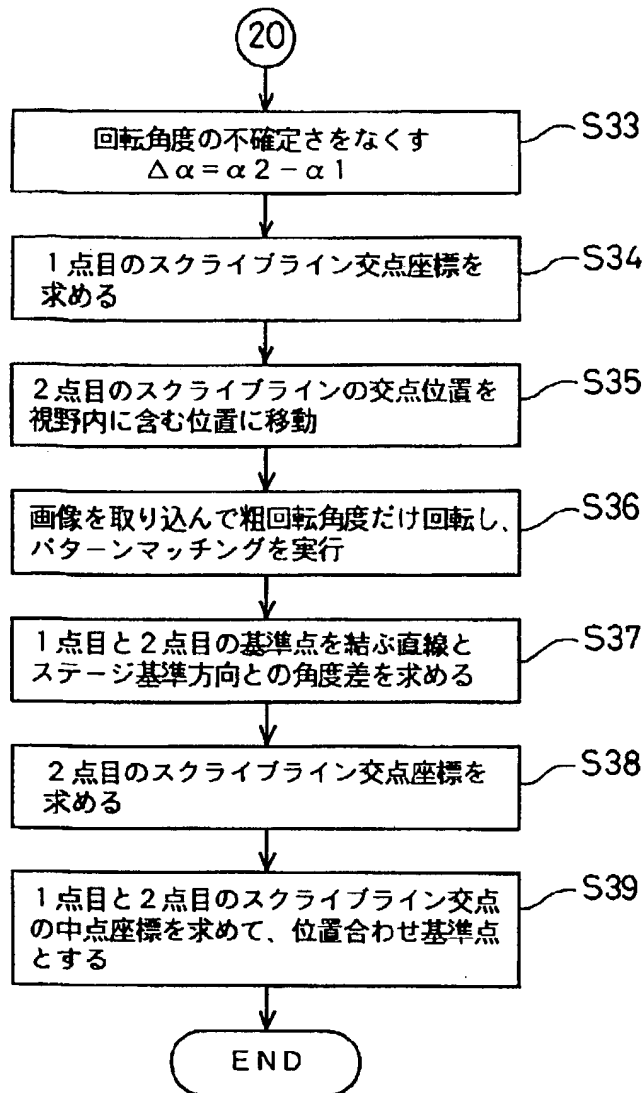 20
回転角度の不確定さをなくす
Δα=α2-α1
S33
1点目のスクライブライン交点座標を
求める
S34
2点目のスクライブラインの交点位置を
視野内に含む位置に移動
S35
画像を取り込んで粗回転角度だけ回転し、
パターンマッチングを実行
S36
1点目と2点目の基準点を結ぶ直線と
ステージ基準方向との角度差を求める
S37
2点目のスクライブライン交点座標を
求める
S38
1点目と2点目のスクライブライン交点
の中点座標を求めて、位置合わせ基準点
とする
S39
END